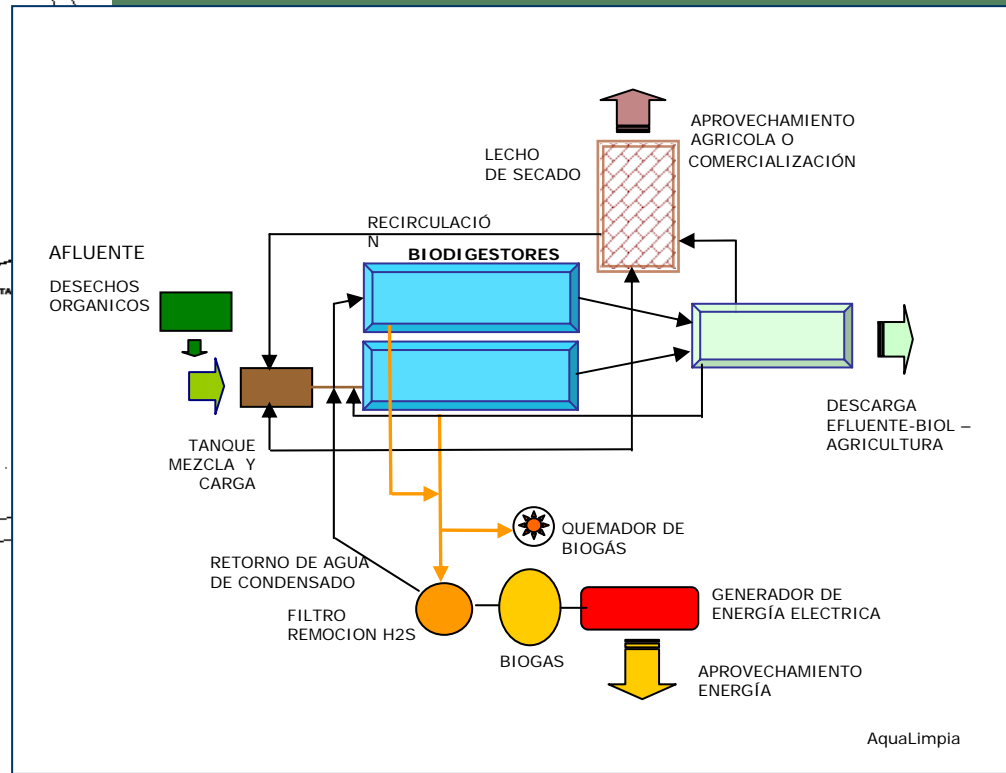 APROVECHAMIENTO
AGRICOLA O
COMERCIALIZACIÓN
LECHO
DE SECADO
RECIRCULACIÓ
N
BIODIGESTORES
AFLUENTE
DESECHOS
ORGANICOS
TA
TANQUE
MEZCLA Y
CARGA
DESCARGA
EFLUENTE-BIOL –
AGRICULTURA
QUEMADOR DE
BIOGÁS
RETORNO DE AGUA
DE CONDENSADO
FILTRO
REMOCION H2S
BIOGAS
GENERADOR DE
ENERGÍA ELECTRICA
APROVECHAMIENTO
ENERGÍA
AquaLimpia